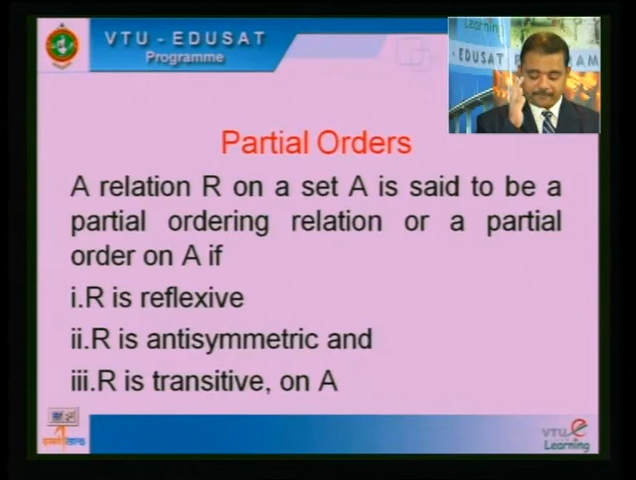 VTU - EDUSAT
Programme
Learning
EDUSAT
Partial Orders
A relation R on a set A is said to be a
partial ordering relation or a partial
order on A if
i.R is reflexive
ii.R is antisymmetric and
iii.R is transitive, on A
VTU e
Learning